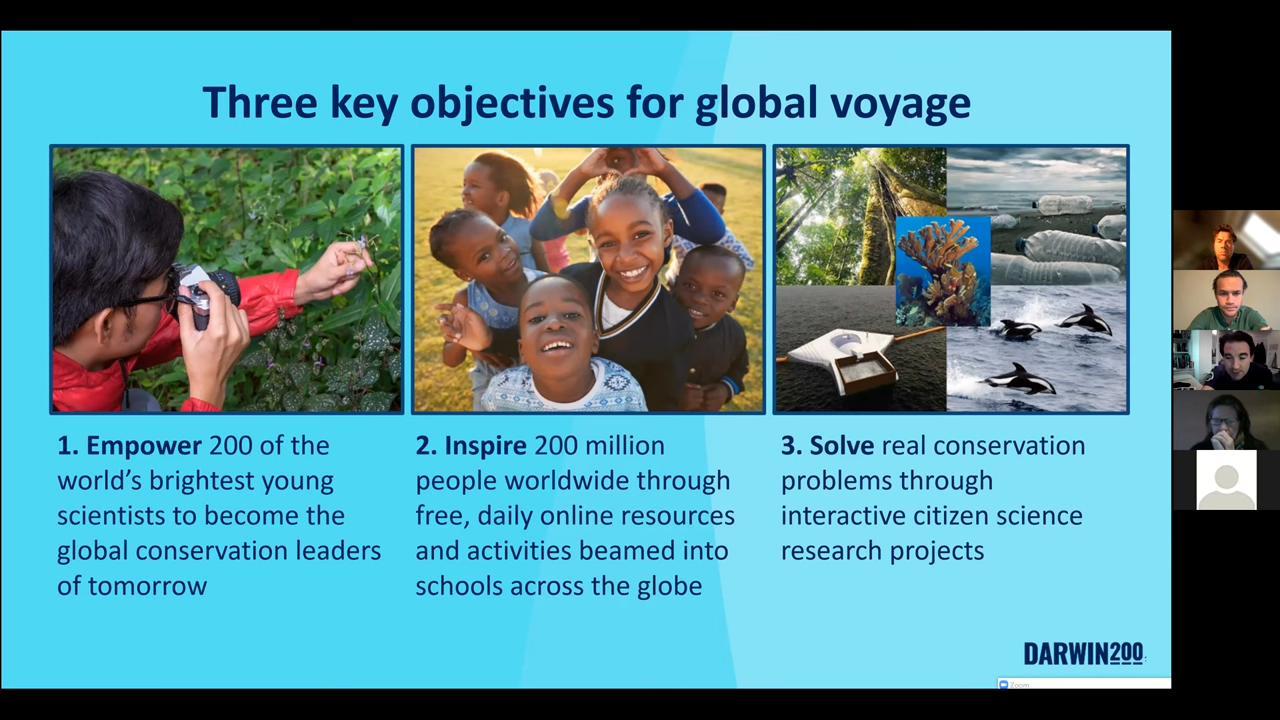 Three key objectives for global voyage
1. Empower 200 of the
world’s brightest young
scientists to become the
global conservation leaders
of tomorrow
2. Inspire 200 million
people worldwide through
free, daily online resources
and activities beamed into
schools across the globe
3. Solve real conservation
problems through
interactive citizen science
research projects
DARWIN200
Zoom